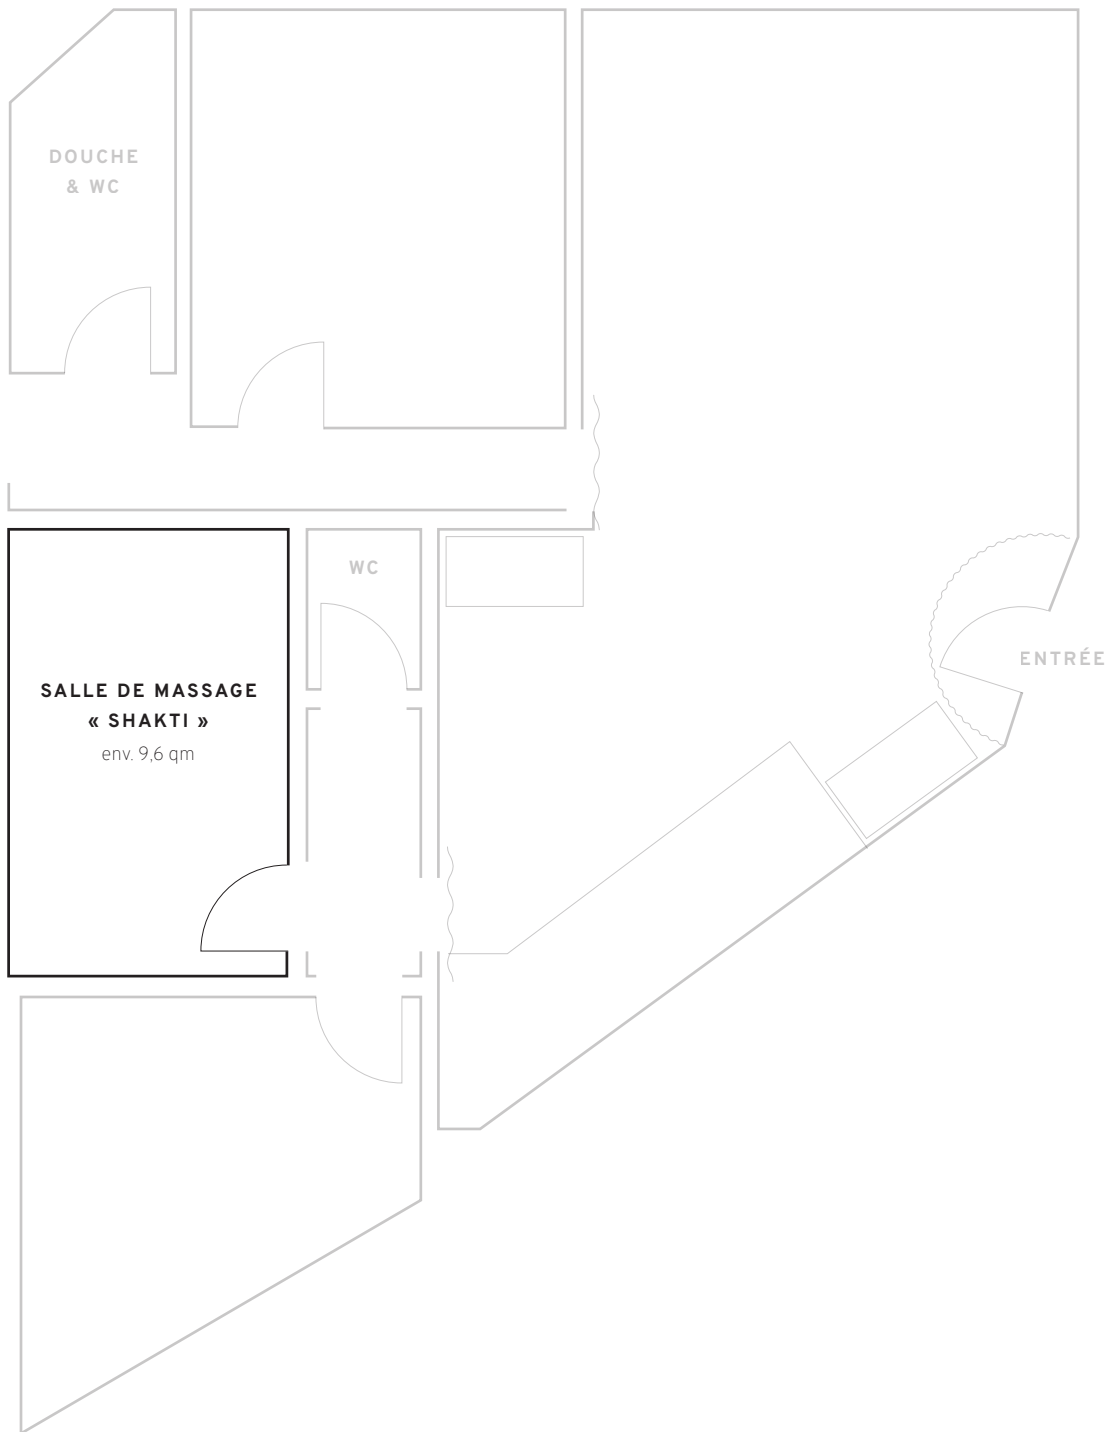 DOUCHE
& WC
WC
ENTRÉE
SALLE DE MASSAGE
« SHAKTI »
env. 9,6 qm